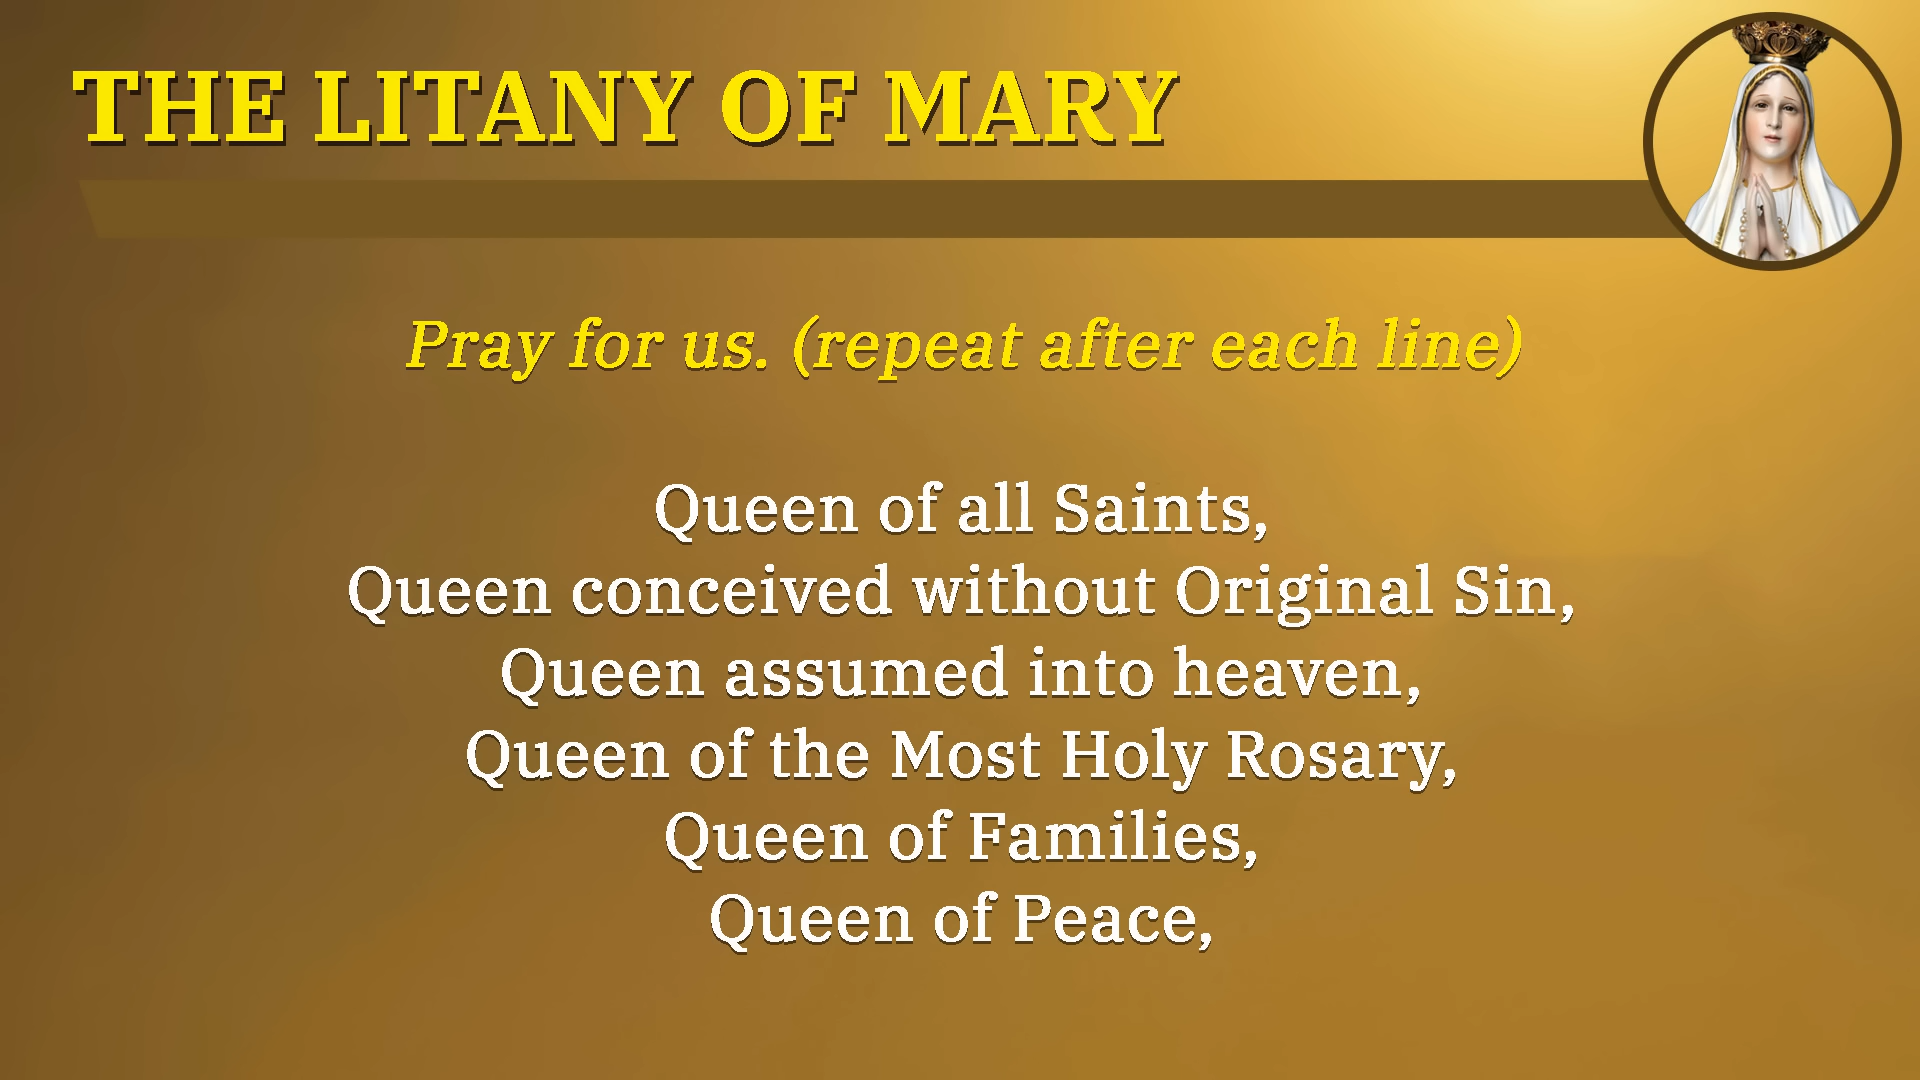 THE LITANY OF MARY
Pray for us. (repeat after each line)
Queen of all Saints,
Queen conceived without Original Sin,
Queen assumed into heaven,
Queen of the Most Holy Rosary,
Queen of Families,
Queen of Peace,